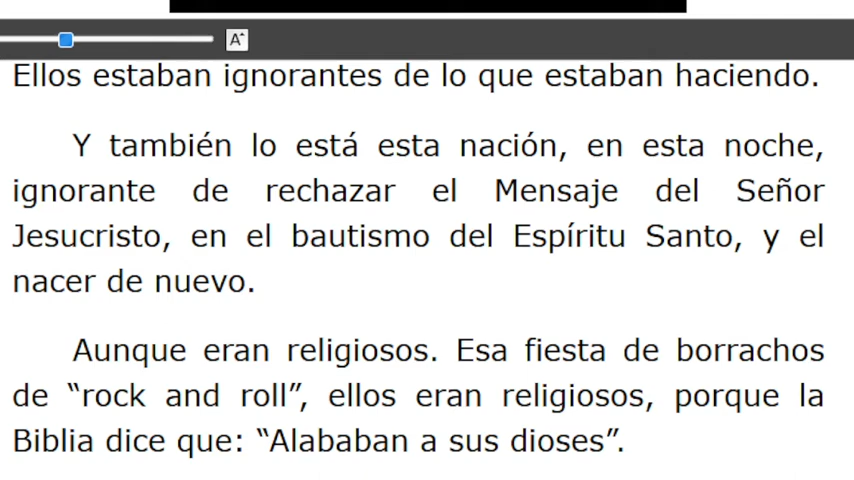 A
Ellos estaban ignorantes de lo que estaban haciendo.
Y también lo está esta nación, en esta noche,
ignorante de rechazar el Mensaje del Señor
Jesucristo, en el bautismo del Espíritu Santo, y el
nacer de nuevo.
Aunque eran religiosos. Esa fiesta de borrachos
de “rock and roll”, ellos eran religiosos, porque la
Biblia dice que: “Alababan a sus dioses”.